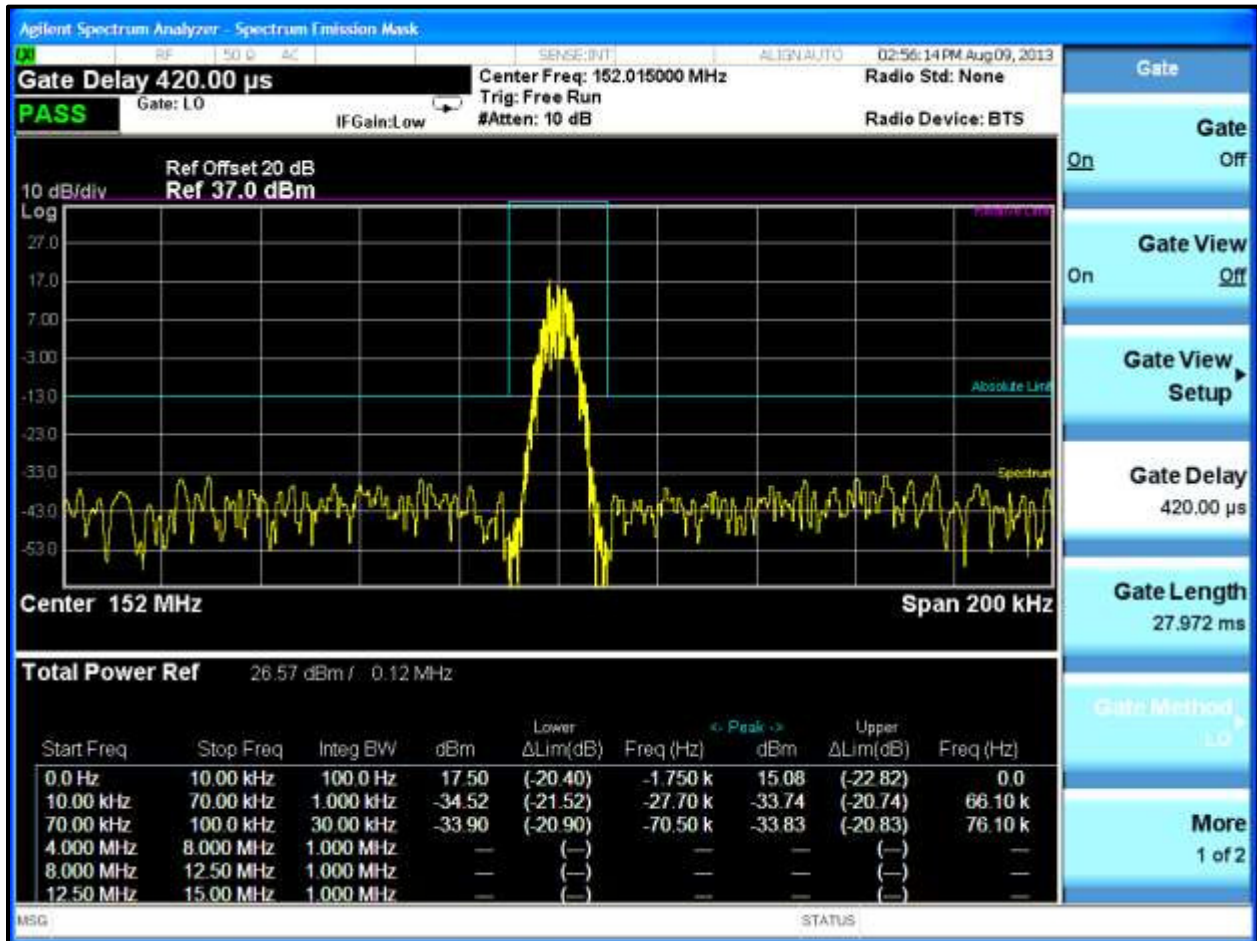 Agilent Spectrum Analyzer - Spectrum Emission Mask
RF 50 Ω AC SENSE:INT ALIGN AUTO 02:56:14 PM Aug 09, 2013
Gate Delay 420.00 µs
Center Freq: 152.015000 MHz
Radio Std: None
Trig: Free Run
PASS
Gate: LO
IFGain:Low
#Atten: 10 dB
Radio Device: BTS
Ref Offset 20 dB
10 dB/div Ref 37.0 dBm
Log
Relative Limit
27.0
17.0
7.00
-3.00
-13.0
Absolute Limit
-23.0
-33.0
Spectrum
-43.0
-53.0
Center 152 MHz
Span 200 kHz
Total Power Ref 26.57 dBm / 0.12 MHz
Lower <- Peak -> Upper
Start Freq Stop Freq Integ BW dBm ΔLim(dB) Freq (Hz) dBm ΔLim(dB) Freq (Hz)
0.0 Hz 10.00 kHz 100.0 Hz 17.50 (-20.40) -1.750 k 15.08 (-22.82) 0.0
10.00 kHz 70.00 kHz 1.000 kHz -34.52 (-21.52) -27.70 k -33.74 (-20.74) 66.10 k
70.00 kHz 100.0 kHz 30.00 kHz -33.90 (-20.90) -70.50 k -33.83 (-20.83) 76.10 k
4.000 MHz 8.000 MHz 1.000 MHz --- (---) --- --- (---) ---
8.000 MHz 12.50 MHz 1.000 MHz --- (---) --- --- (---) ---
12.50 MHz 15.00 MHz 1.000 MHz --- (---) --- --- (---) ---
MSG
STATUS
Gate
Gate
On Off
Gate View
On Off
Gate View
Setup
Gate Delay
420.00 µs
Gate Length
27.972 ms
Gate Method
LO
More
1 of 2